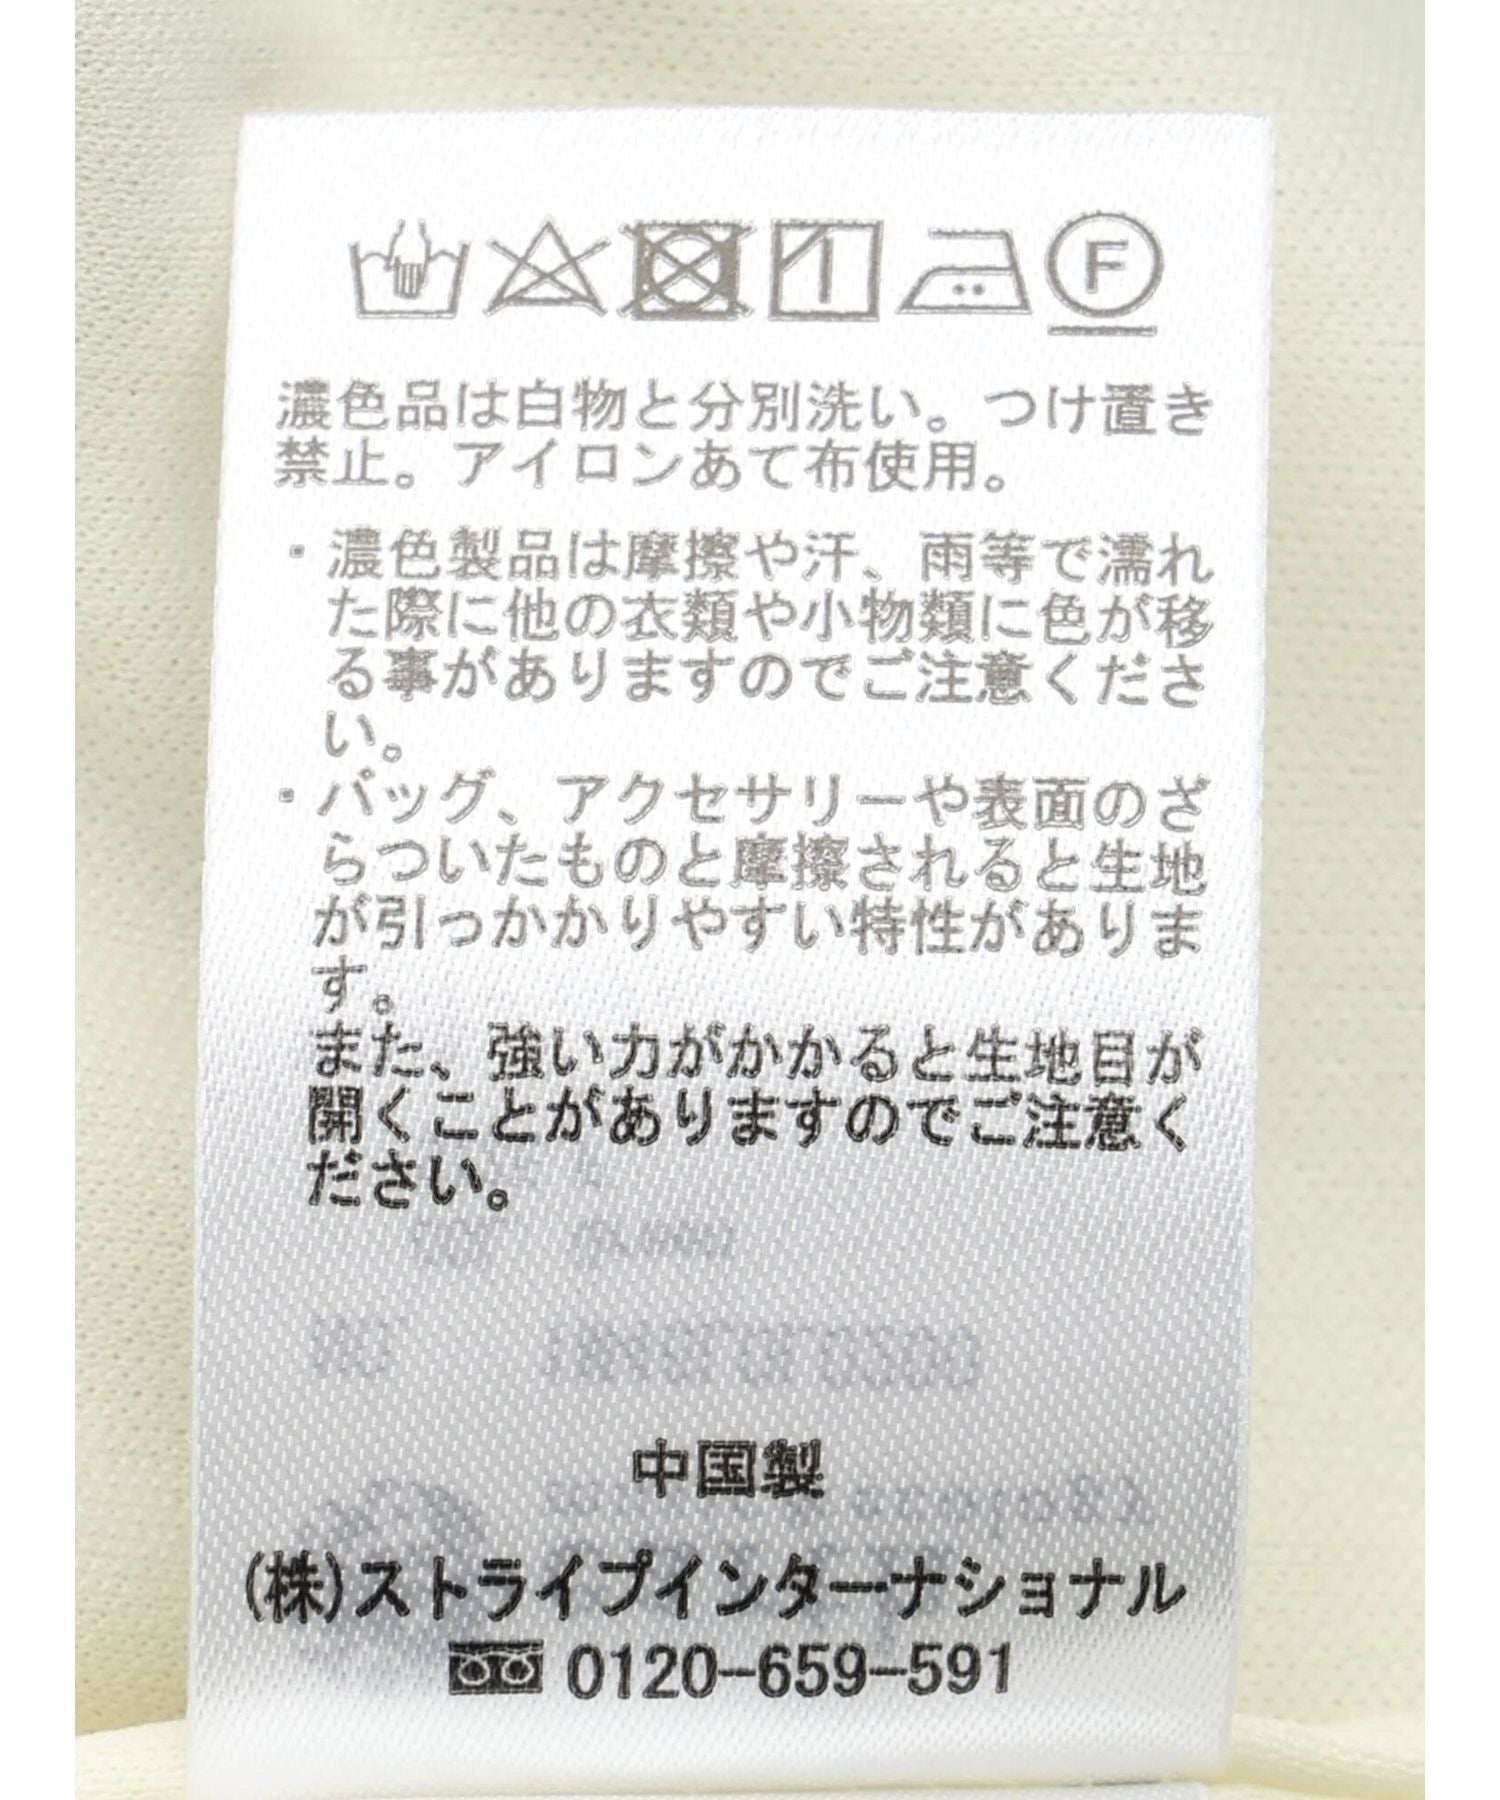 F
濃色品は白物と分別洗い。つけ置き
禁止。アイロンあて布使用。
・濃色製品は摩擦や汗、雨等で濡れ
た際に他の衣類や小物類に色が移
る事がありますのでご注意くださ
い。
・バッグ、アクセサリーや表面のざ
らついたものと摩擦されると生地
が引っかかりやすい特性がありま
す。
また、強い力がかかると生地目が
開くことがありますのでご注意く
ださい。
中国製
(株)ストライプインターナショナル
0120-659-591